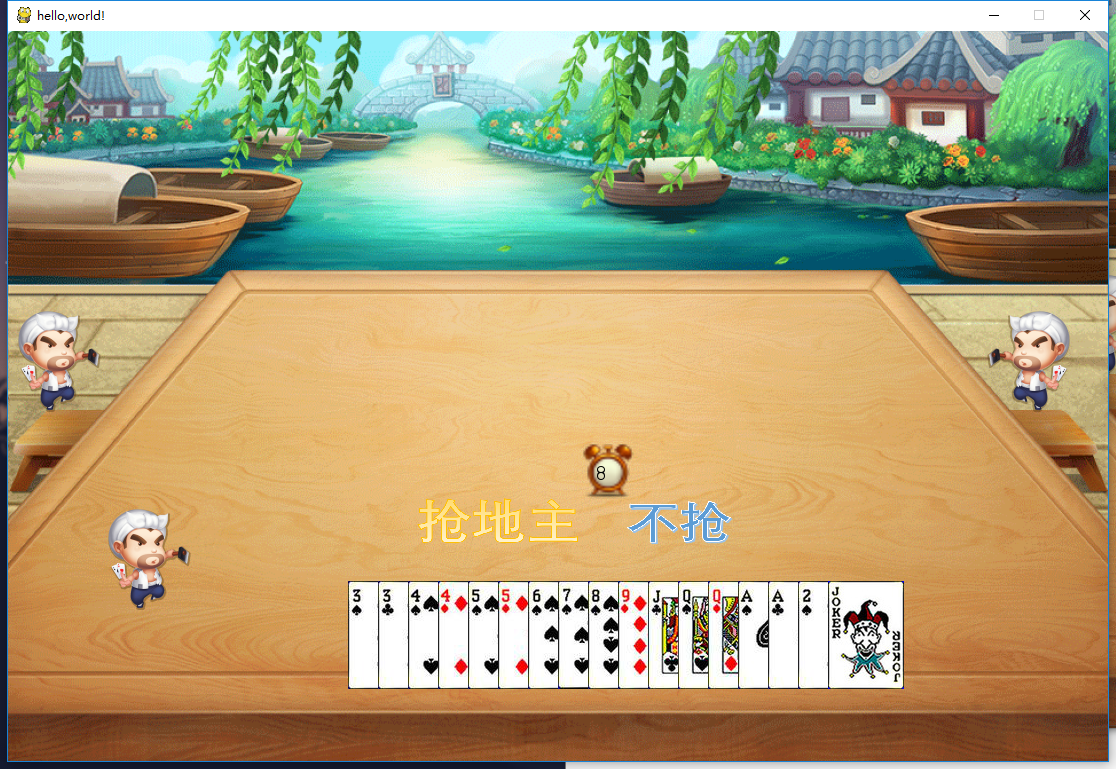 hello,world!
8
抢地主 不抢
3 3 4 4 5 5 6 7 8 9 J Q Q A A 2 JOKER
JOKER